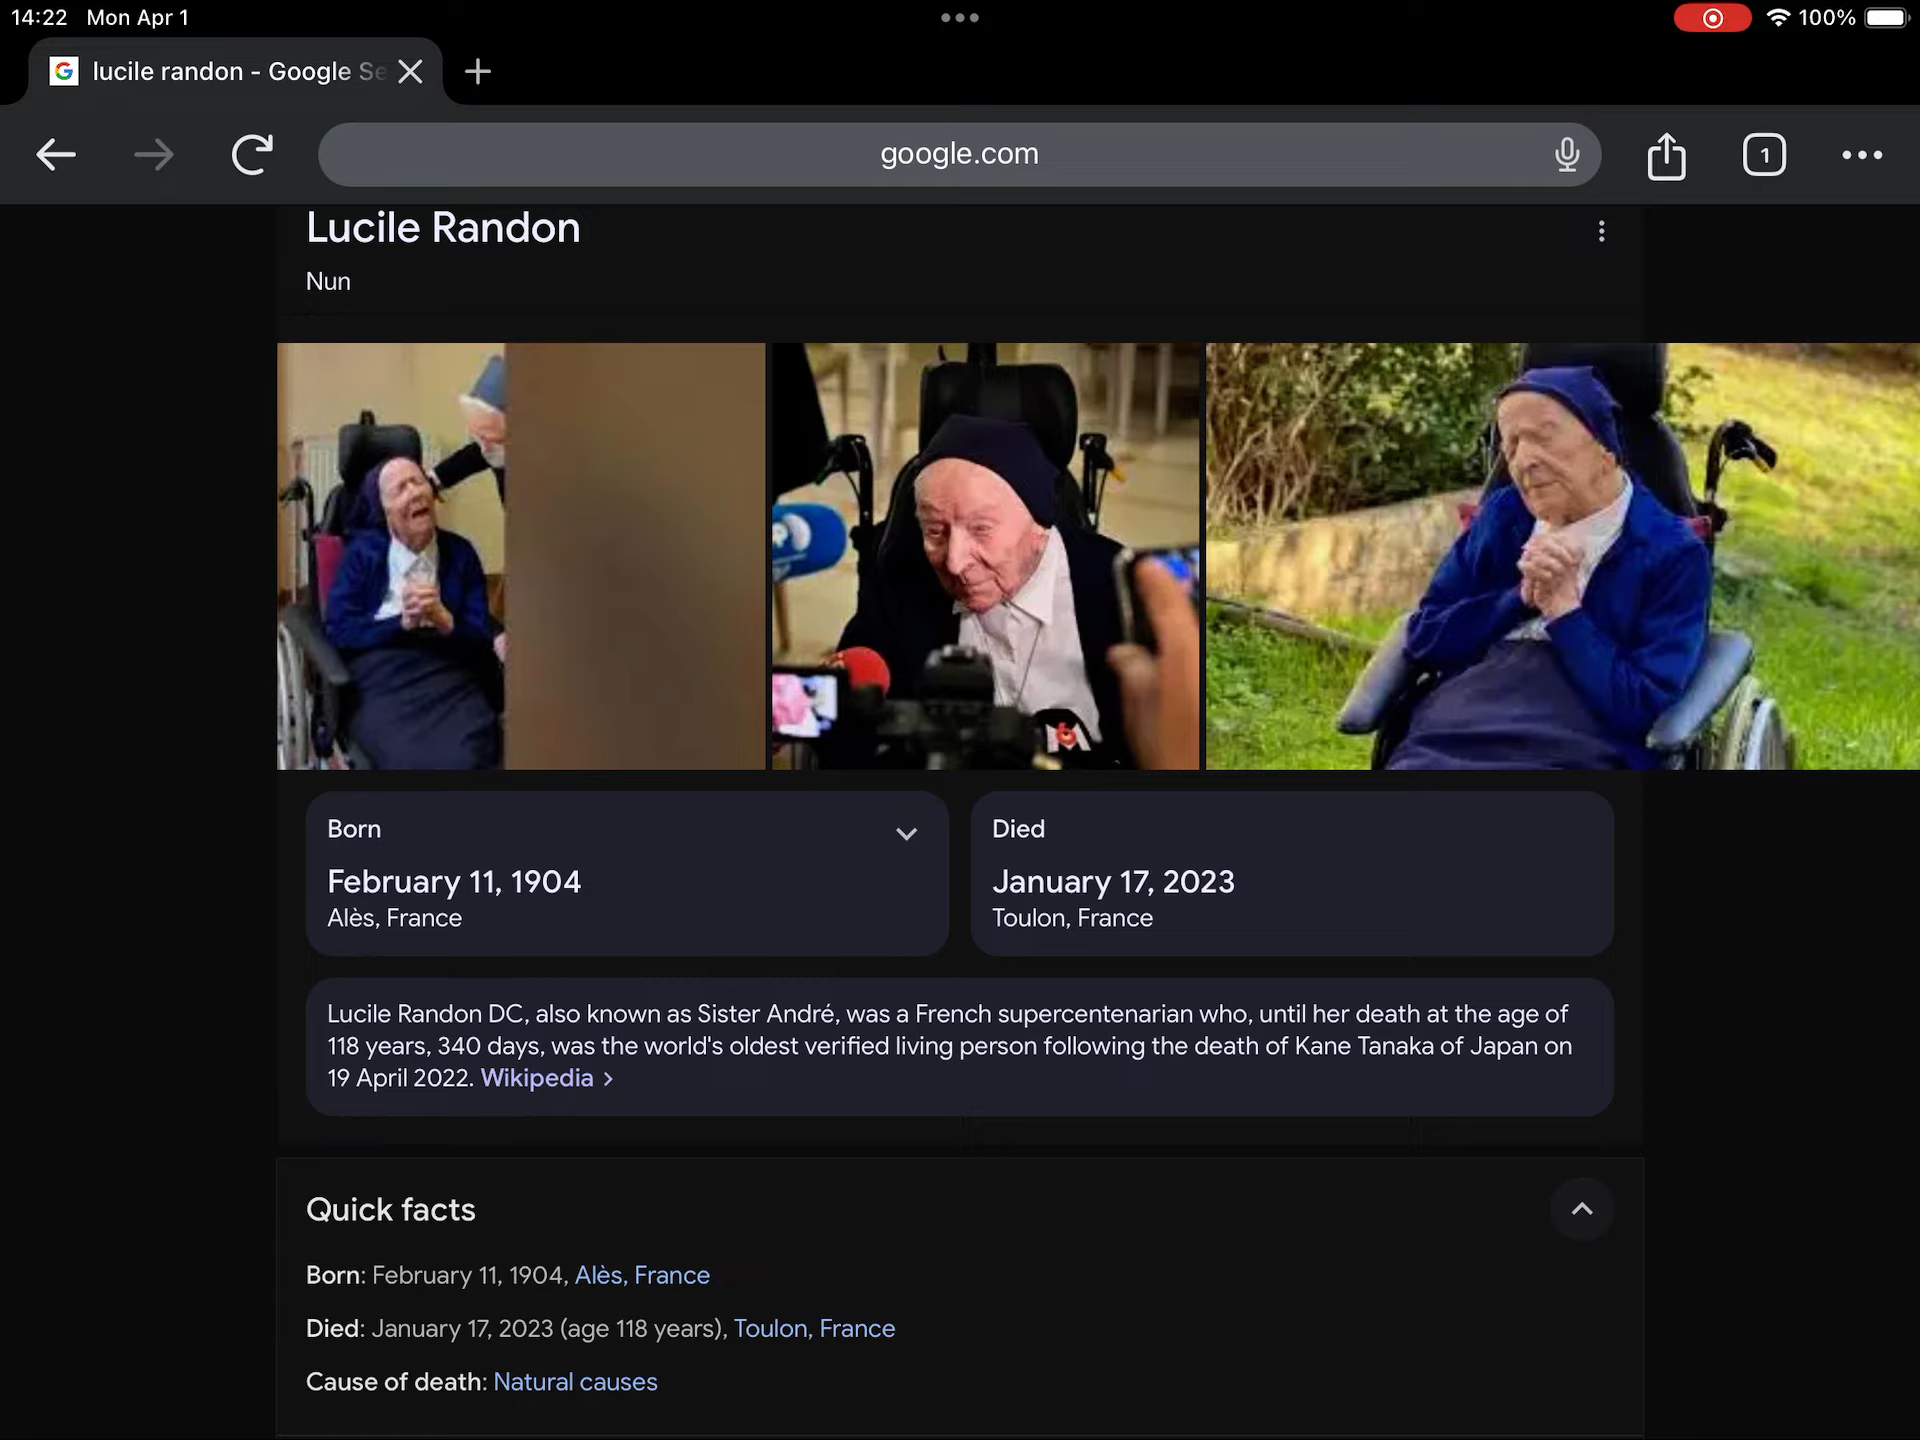 14:22 Mon Apr 1
100%
lucile randon - Google Se
google.com
1
Lucile Randon
Nun
Born
February 11, 1904
Alès, France
Died
January 17, 2023
Toulon, France
Lucile Randon DC, also known as Sister André, was a French supercentenarian who, until her death at the age of
118 years, 340 days, was the world's oldest verified living person following the death of Kane Tanaka of Japan on
19 April 2022. Wikipedia >
Quick facts
Born: February 11, 1904, Alès, France
Died: January 17, 2023 (age 118 years), Toulon, France
Cause of death: Natural causes